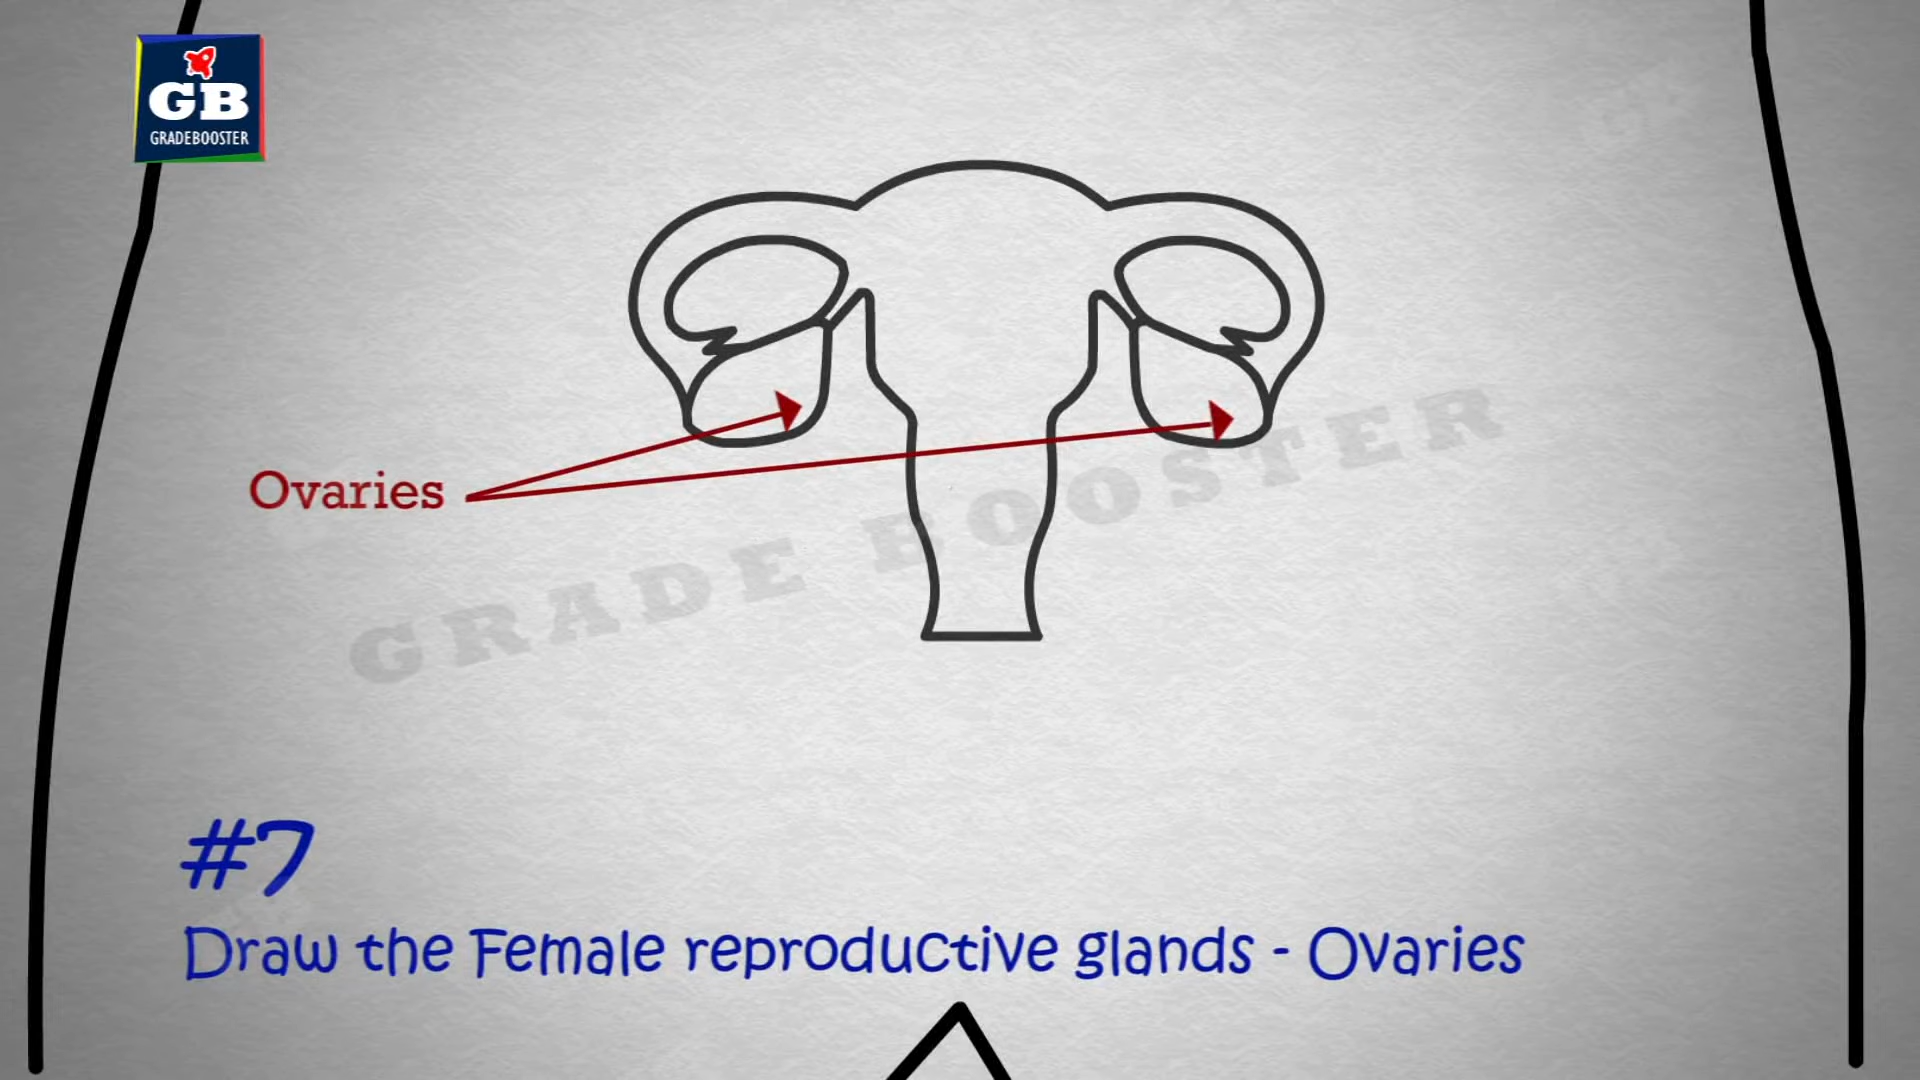 GB
GRADEBOOSTER
Ovaries
GRADE BOOSTER
#7
Draw the Female reproductive glands - Ovaries